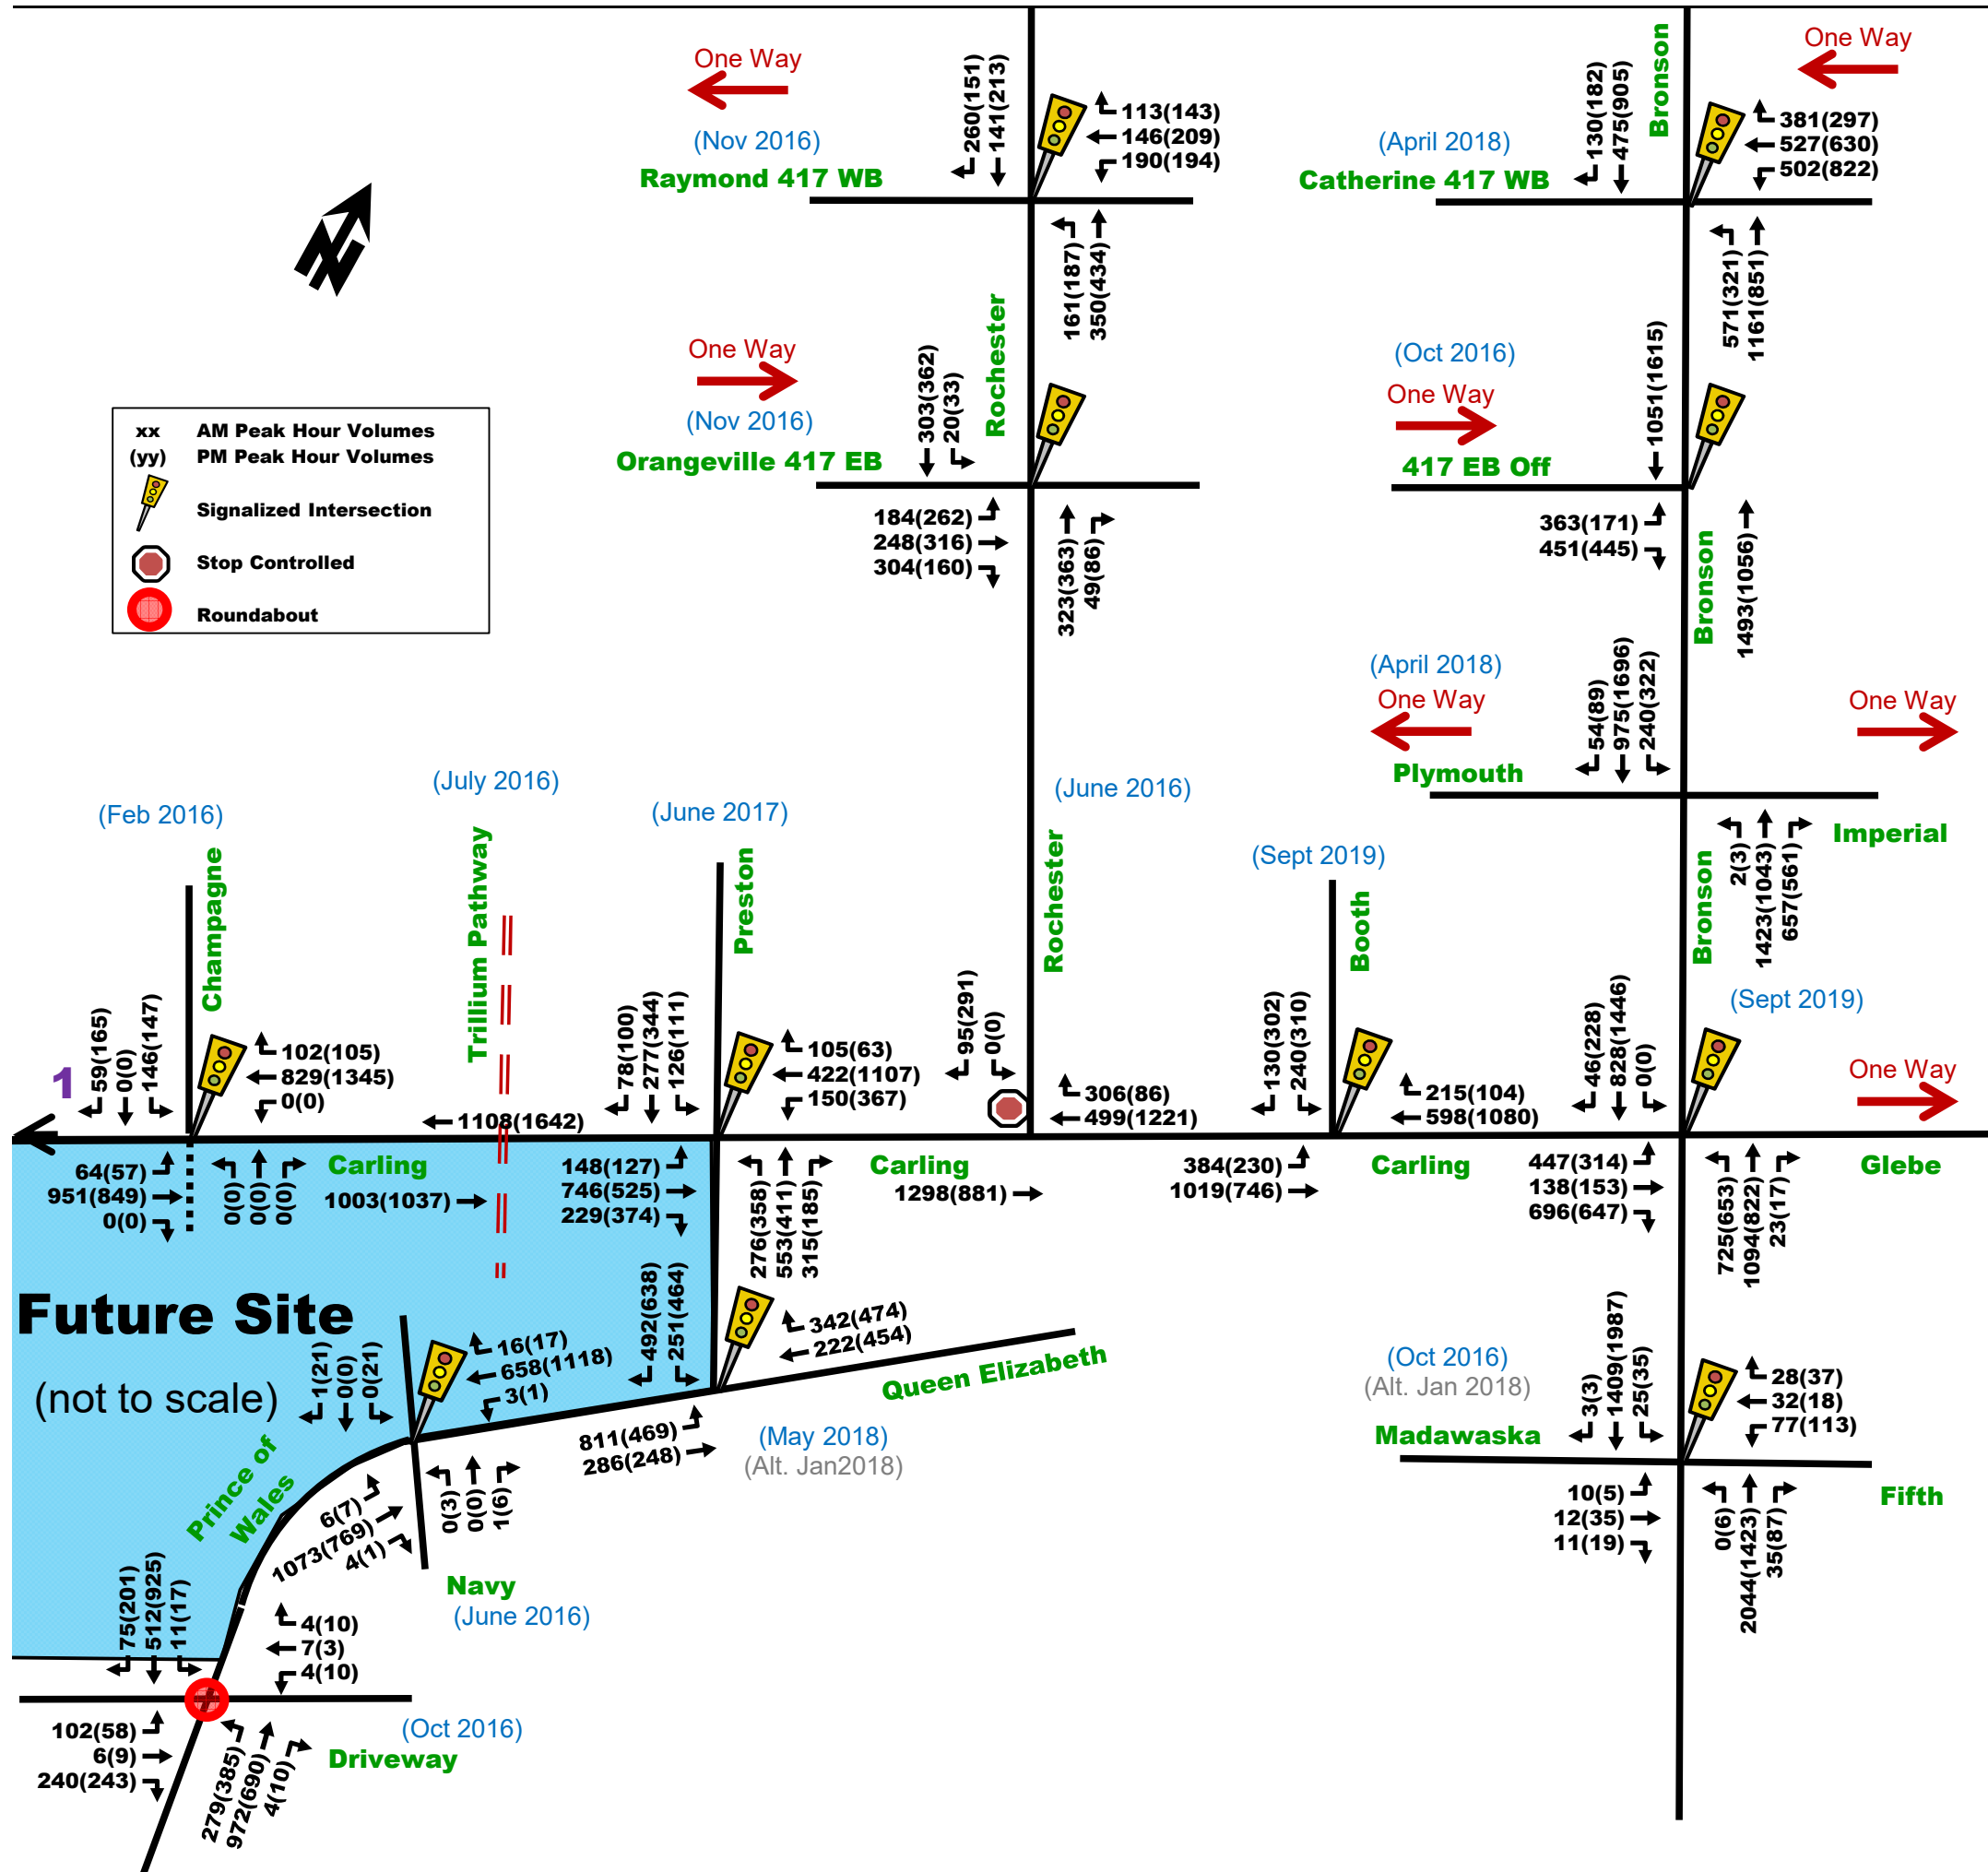 One Way
(Nov 2016)
Raymond 417 WB
260(151)
141(213)
113(143)
146(209)
190(194)
161(187)
350(434)
One Way
(Nov 2016)
Orangeville 417 EB
303(362)
20(33)
Rochester
184(262)
248(316)
304(160)
323(363)
49(86)
Bronson
One Way
(April 2018)
Catherine 417 WB
130(182)
475(905)
381(297)
527(630)
502(822)
571(321)
1161(851)
(Oct 2016)
One Way
417 EB Off
1051(1615)
363(171)
451(445)
Bronson
1493(1056)
(April 2018)
One Way
Plymouth
54(89)
975(1696)
240(322)
One Way
Imperial
2(3)
1423(1043)
657(561)
Bronson
xx AM Peak Hour Volumes
(yy) PM Peak Hour Volumes
Signalized Intersection
Stop Controlled
Roundabout
(Feb 2016)
Champagne
1
59(165)
0(0)
146(147)
102(105)
829(1345)
0(0)
64(57)
951(849)
0(0)
0(0)
0(0)
0(0)
Carling
(July 2016)
Trillium Pathway
1108(1642)
1003(1037)
(June 2017)
Preston
78(100)
277(344)
126(111)
105(63)
422(1107)
150(367)
148(127)
746(525)
229(374)
276(358)
553(411)
315(185)
Carling
(June 2016)
Rochester
95(291)
0(0)
306(86)
499(1221)
1298(881)
(Sept 2019)
Booth
130(302)
240(310)
215(104)
598(1080)
384(230)
1019(746)
Carling
(Sept 2019)
46(228)
828(1446)
0(0)
One Way
Glebe
447(314)
138(153)
696(647)
725(653)
1094(822)
23(17)
Future Site
(not to scale)
492(638)
251(464)
342(474)
222(454)
Queen Elizabeth
811(469)
286(248)
(May 2018)
(Alt. Jan2018)
1(21)
0(0)
0(21)
16(17)
658(1118)
3(1)
Prince of
Wales
6(7)
1073(769)
4(1)
0(3)
0(0)
1(6)
Navy
(June 2016)
75(201)
512(925)
11(17)
4(10)
7(3)
4(10)
102(58)
6(9)
240(243)
279(385)
972(690)
4(10)
(Oct 2016)
Driveway
(Oct 2016)
(Alt. Jan 2018)
Madawaska
3(3)
1409(1987)
25(35)
28(37)
32(18)
77(113)
10(5)
12(35)
11(19)
0(6)
2044(1423)
35(87)
Fifth